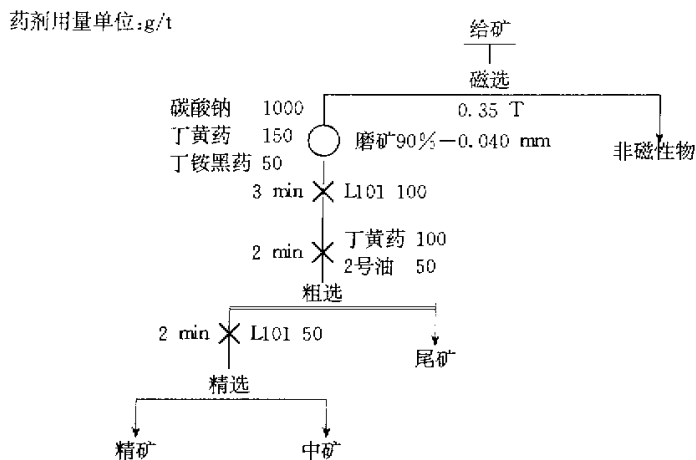 药剂用量单位:g/t
给矿
磁选
碳酸钠 1000
0.35 T
丁黄药 150
磨矿90%-0.040 mm
丁铵黑药 50
非磁性物
3 min L101 100
丁黄药 100
2 min
2号油 50
粗选
2 min L101 50
尾矿
精选
精矿
中矿